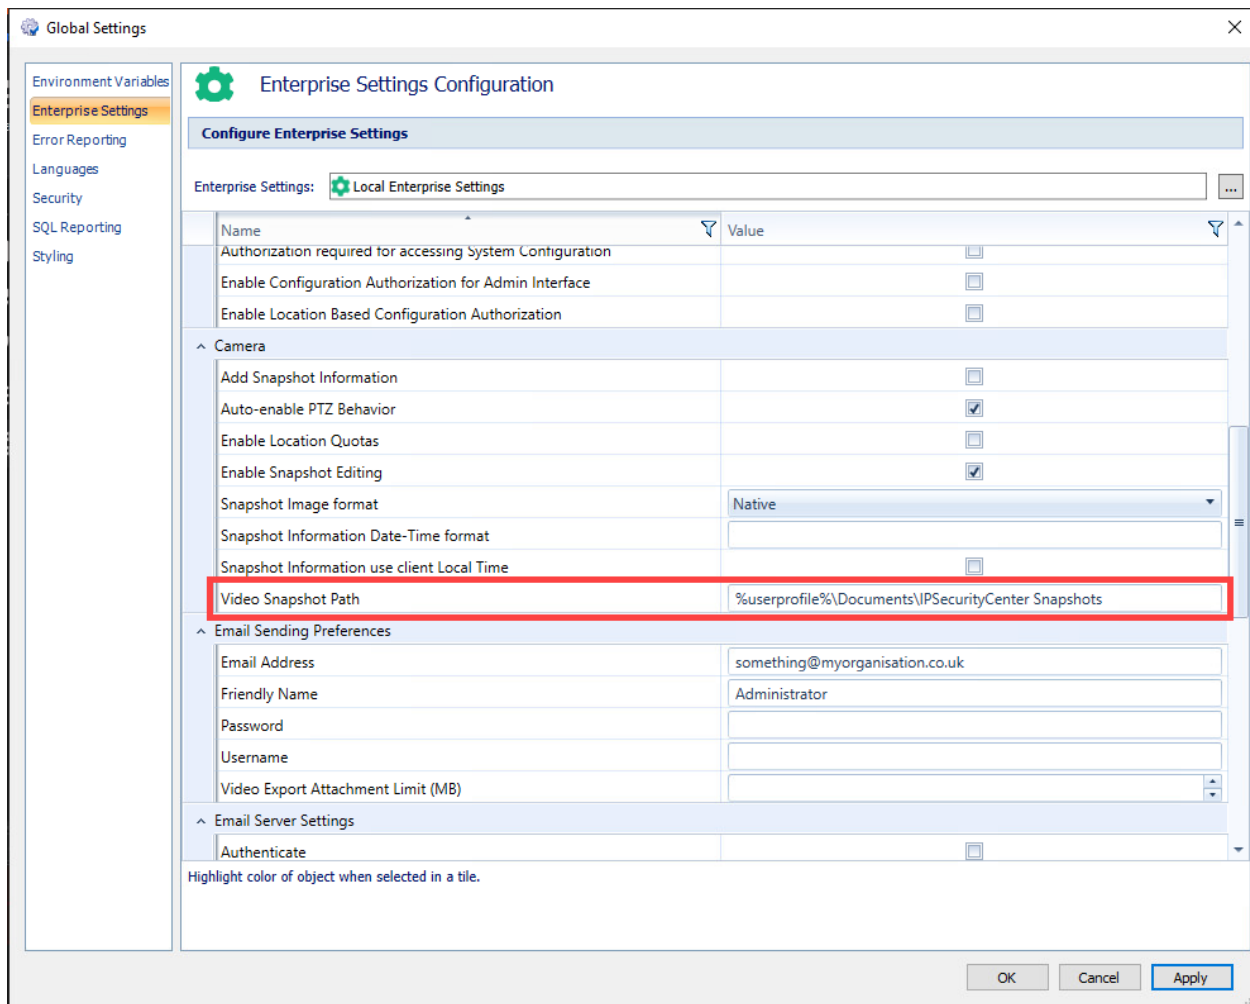 Global Settings
Environment Variables
Enterprise Settings
Error Reporting
Languages
Security
SQL Reporting
Styling
Enterprise Settings Configuration
Configure Enterprise Settings
Enterprise Settings: Local Enterprise Settings ...
Name Value
Authorization required for accessing System Configuration
Enable Configuration Authorization for Admin Interface
Enable Location Based Configuration Authorization
Camera
Add Snapshot Information
Auto-enable PTZ Behavior
Enable Location Quotas
Enable Snapshot Editing
Snapshot Image format Native
Snapshot Information Date-Time format
Snapshot Information use client Local Time
Video Snapshot Path %userprofile%\Documents\IPSecurityCenter Snapshots
Email Sending Preferences
Email Address something@myorganisation.co.uk
Friendly Name Administrator
Password
Username
Video Export Attachment Limit (MB)
Email Server Settings
Authenticate
Highlight color of object when selected in a tile.
OK Cancel Apply